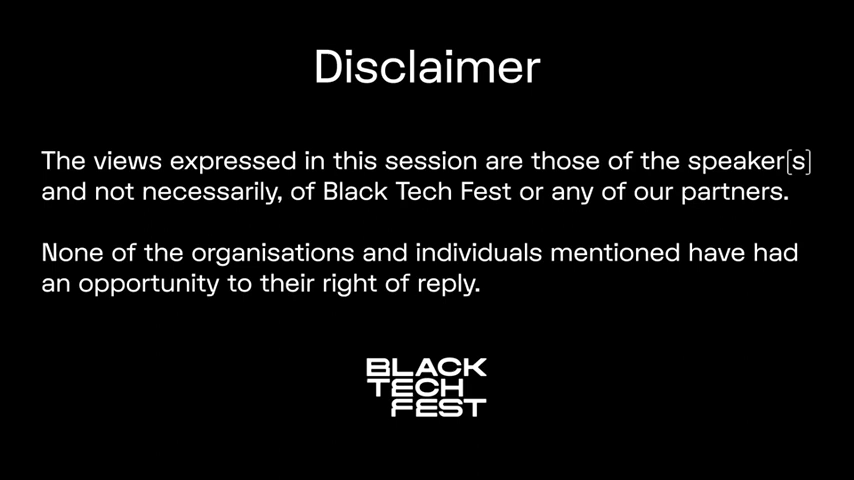 Disclaimer
The views expressed in this session are those of the speaker(s)
and not necessarily, of Black Tech Fest or any of our partners.
None of the organisations and individuals mentioned have had
an opportunity to their right of reply.
BLACK
TECH
FEST